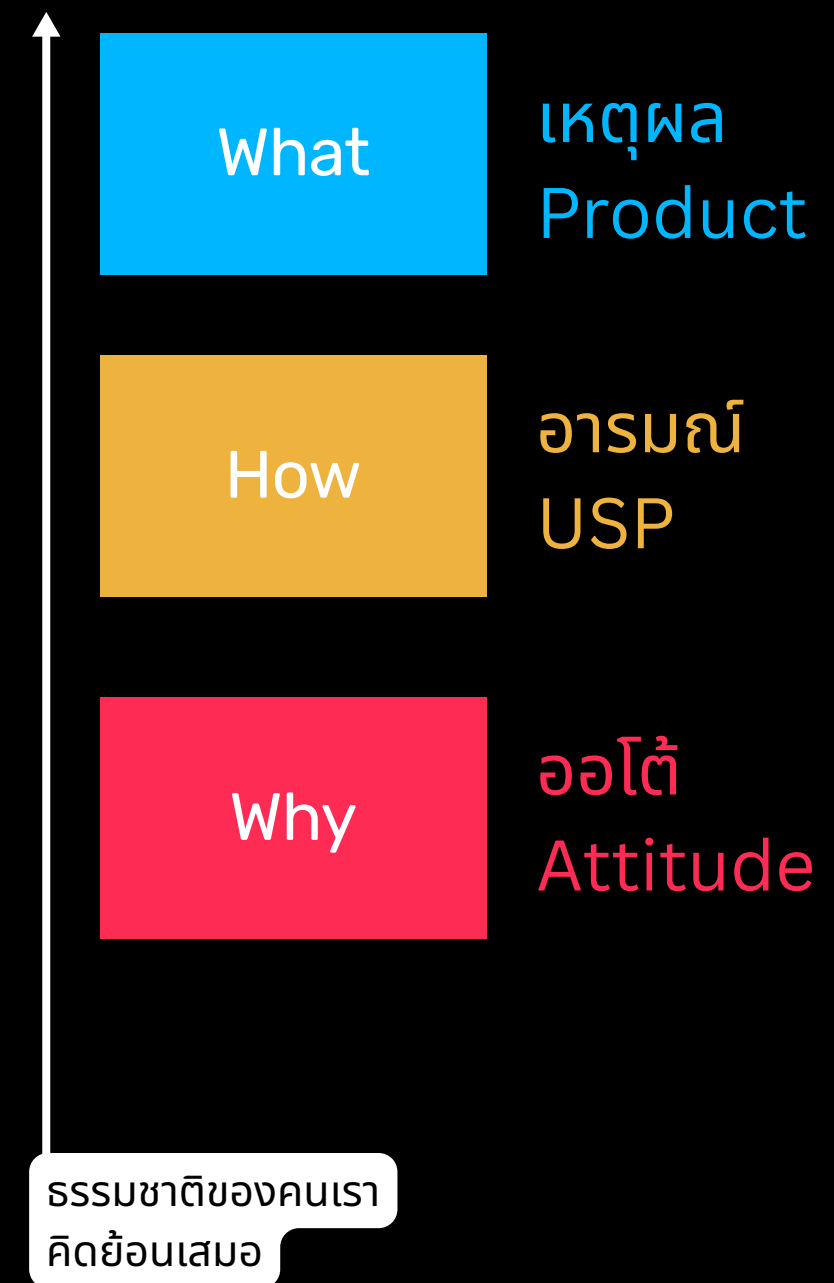 What
เหตุผล
Product
How
อารมณ์
USP
Why
ออโต้
Attitude
ธรรมชาติของคนเรา
คิดย้อนเสมอ